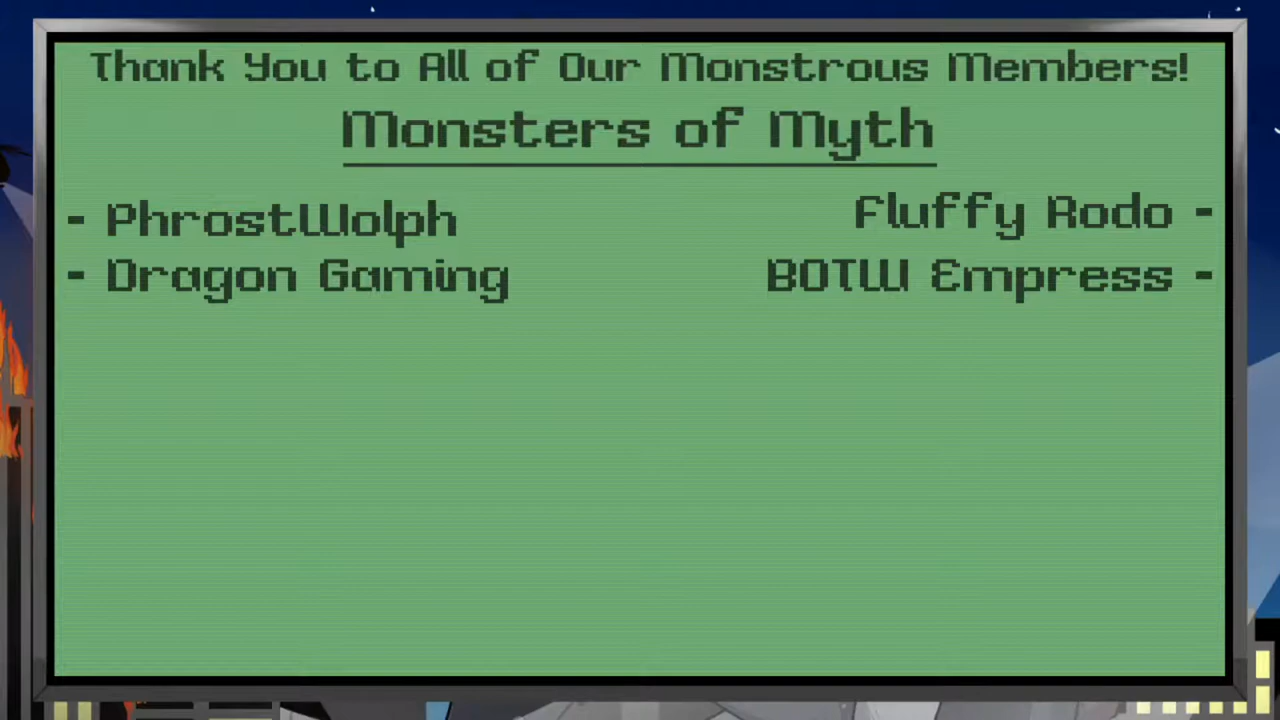 Thank You to All of Our Monstrous Members!
Monsters of Myth
- PhrostWolph
Fluffy Rodo -
- Dragon Gaming
BOTW Empress -